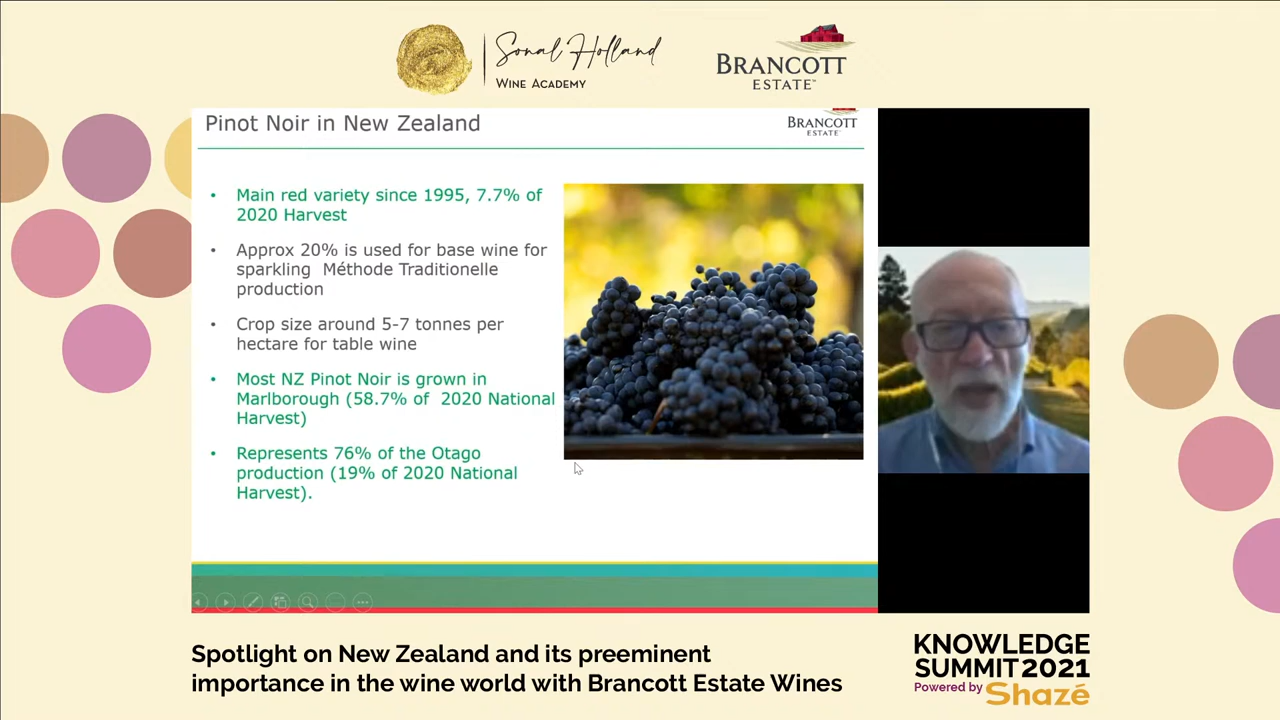 Sonal Holland
WINE ACADEMY
BRANCOTT
ESTATE™
Pinot Noir in New Zealand
BRANCOTT
ESTATE
• Main red variety since 1995, 7.7% of
2020 Harvest
• Approx 20% is used for base wine for
sparkling Méthode Traditionelle
production
• Crop size around 5-7 tonnes per
hectare for table wine
• Most NZ Pinot Noir is grown in
Marlborough (58.7% of 2020 National
Harvest)
• Represents 76% of the Otago
production (19% of 2020 National
Harvest).
Spotlight on New Zealand and its preeminent
importance in the wine world with Brancott Estate Wines
KNOWLEDGE
SUMMIT 2021
Powered by Shazé